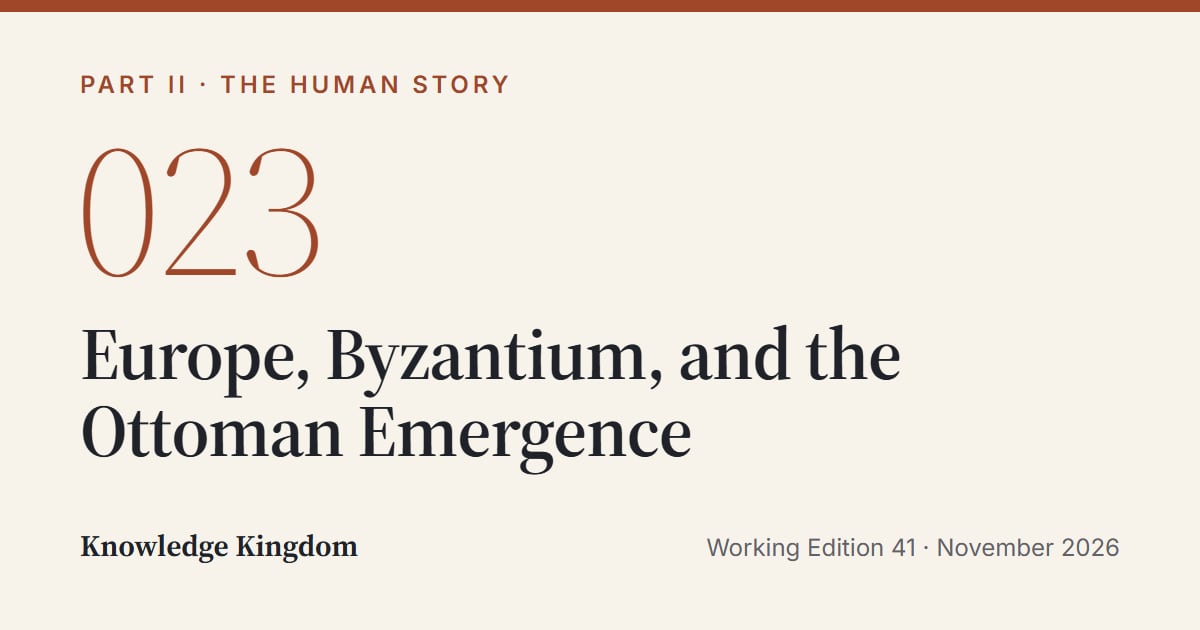 PART II · THE HUMAN STORY
023
Europe, Byzantium, and the
Ottoman Emergence
Knowledge Kingdom
Working Edition 41 · November 2026